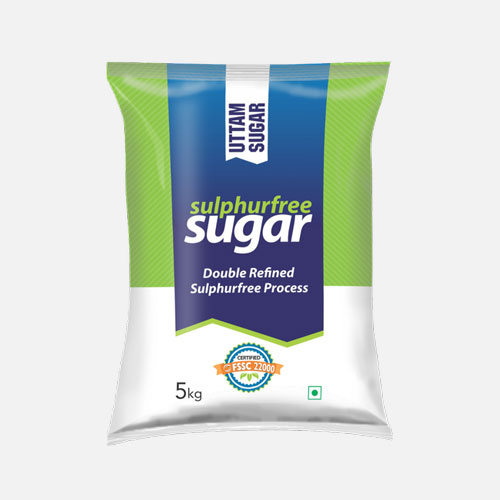 UTTAM
SUGAR
sulphurfree
sugar
Double Refined
Sulphurfree Process
CERTIFIED
FSSC 22000
5kg